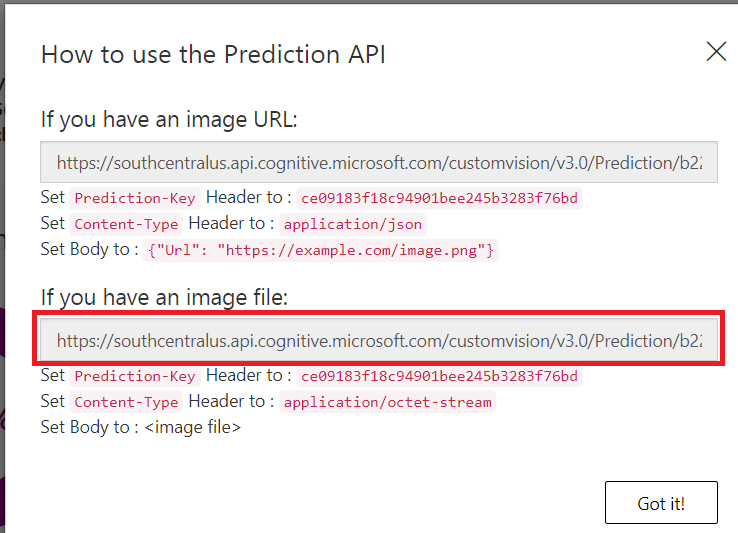 How to use the Prediction API
If you have an image URL:
https://southcentralus.api.cognitive.microsoft.com/customvision/v3.0/Prediction/b22
Set Prediction-Key Header to : ce09183f18c94901bee245b3283f76bd
Set Content-Type Header to : application/json
Set Body to : {"Url": "https://example.com/image.png"}
If you have an image file:
https://southcentralus.api.cognitive.microsoft.com/customvision/v3.0/Prediction/b22
Set Prediction-Key Header to : ce09183f18c94901bee245b3283f76bd
Set Content-Type Header to : application/octet-stream
Set Body to : <image file>
Got it!